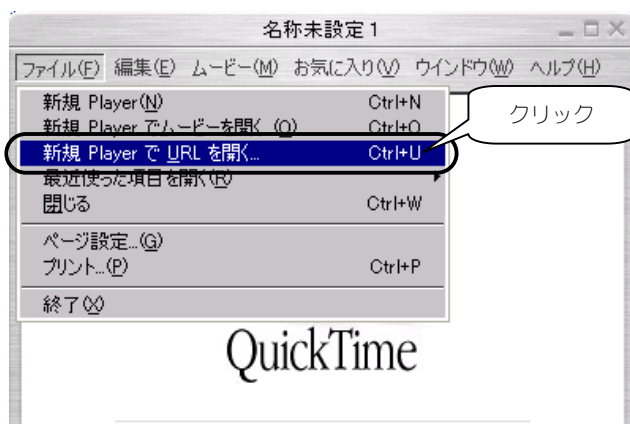 名称未設定 1
ファイル(F) 編集(E) ムービー(M) お気に入り(V) ウインドウ(W) ヘルプ(H)
新規 Player(N) Ctrl+N
クリック
新規 Player でムービーを開く(O) Ctrl+O
新規 Player で URL を開く... Ctrl+U
最近使った項目を開く(R)
閉じる Ctrl+W
ページ設定...(G)
プリント...(P) Ctrl+P
終了(X)
QuickTime